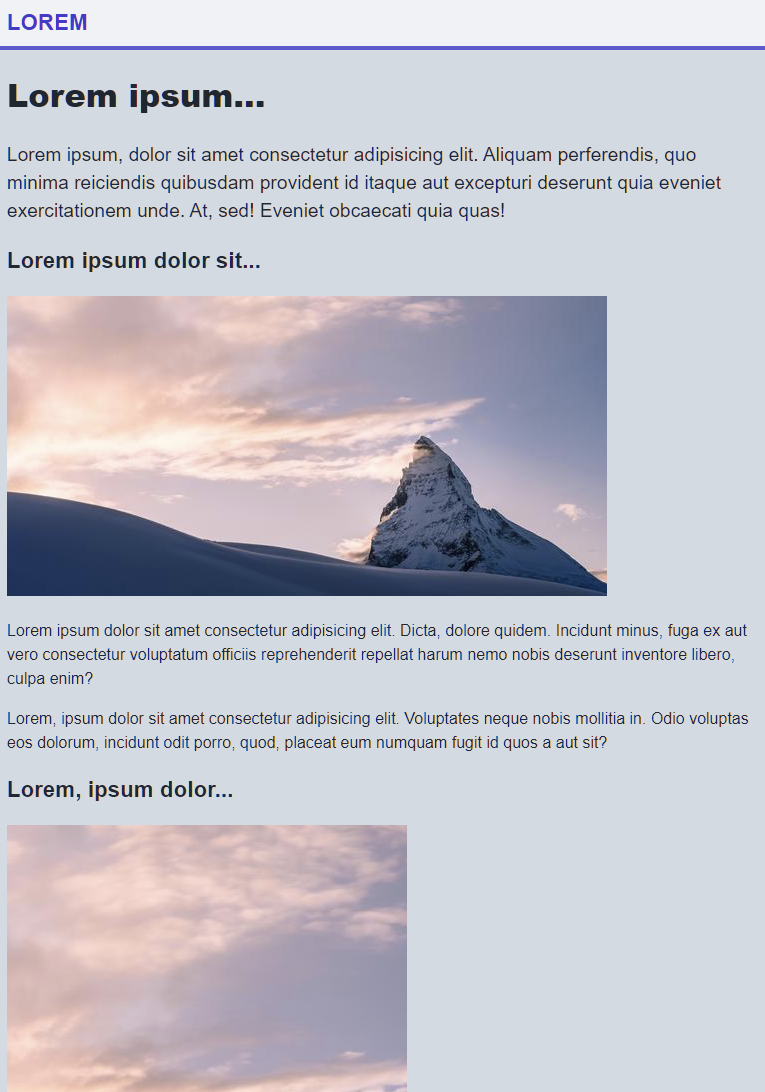 LOREM
Lorem ipsum...
Lorem ipsum, dolor sit amet consectetur adipisicing elit. Aliquam perferendis, quo
minima reiciendis quibusdam provident id itaque aut excepturi deserunt quia eveniet
exercitationem unde. At, sed! Eveniet obcaecati quia quas!
Lorem ipsum dolor sit...
Lorem ipsum dolor sit amet consectetur adipisicing elit. Dicta, dolore quidem. Incidunt minus, fuga ex aut
vero consectetur voluptatum officiis reprehenderit repellat harum nemo nobis deserunt inventore libero,
culpa enim?
Lorem, ipsum dolor sit amet consectetur adipisicing elit. Voluptates neque nobis mollitia in. Odio voluptas
eos dolorum, incidunt odit porro, quod, placeat eum numquam fugit id quos a aut sit?
Lorem, ipsum dolor...